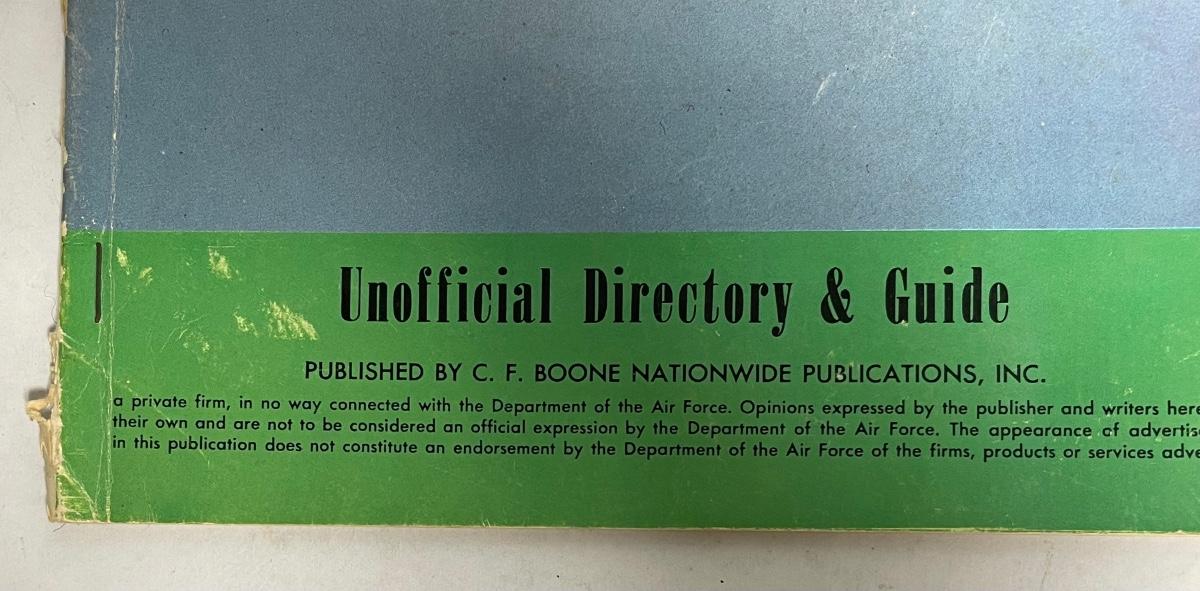 Unofficial Directory & Guide
PUBLISHED BY C. F. BOONE NATIONWIDE PUBLICATIONS, INC.
a private firm, in no way connected with the Department of the Air Force. Opinions expressed by the publisher and writers here
their own and are not to be considered an official expression by the Department of the Air Force. The appearance of advertis
in this publication does not constitute an endorsement by the Department of the Air Force of the firms, products or services adve